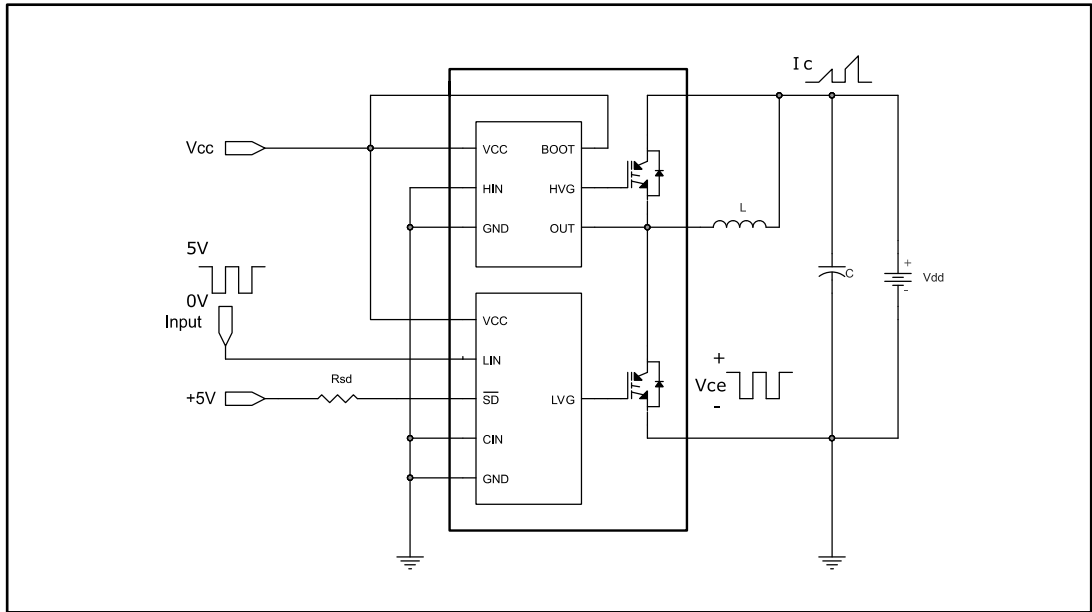 Ic
Vcc
VCC
BOOT
HIN
HVG
GND
OUT
L
5V
0V
Input
VCC
LIN
+5V
Rsd
SD
LVG
CIN
GND
+
Vce
-
C
+
-
Vdd